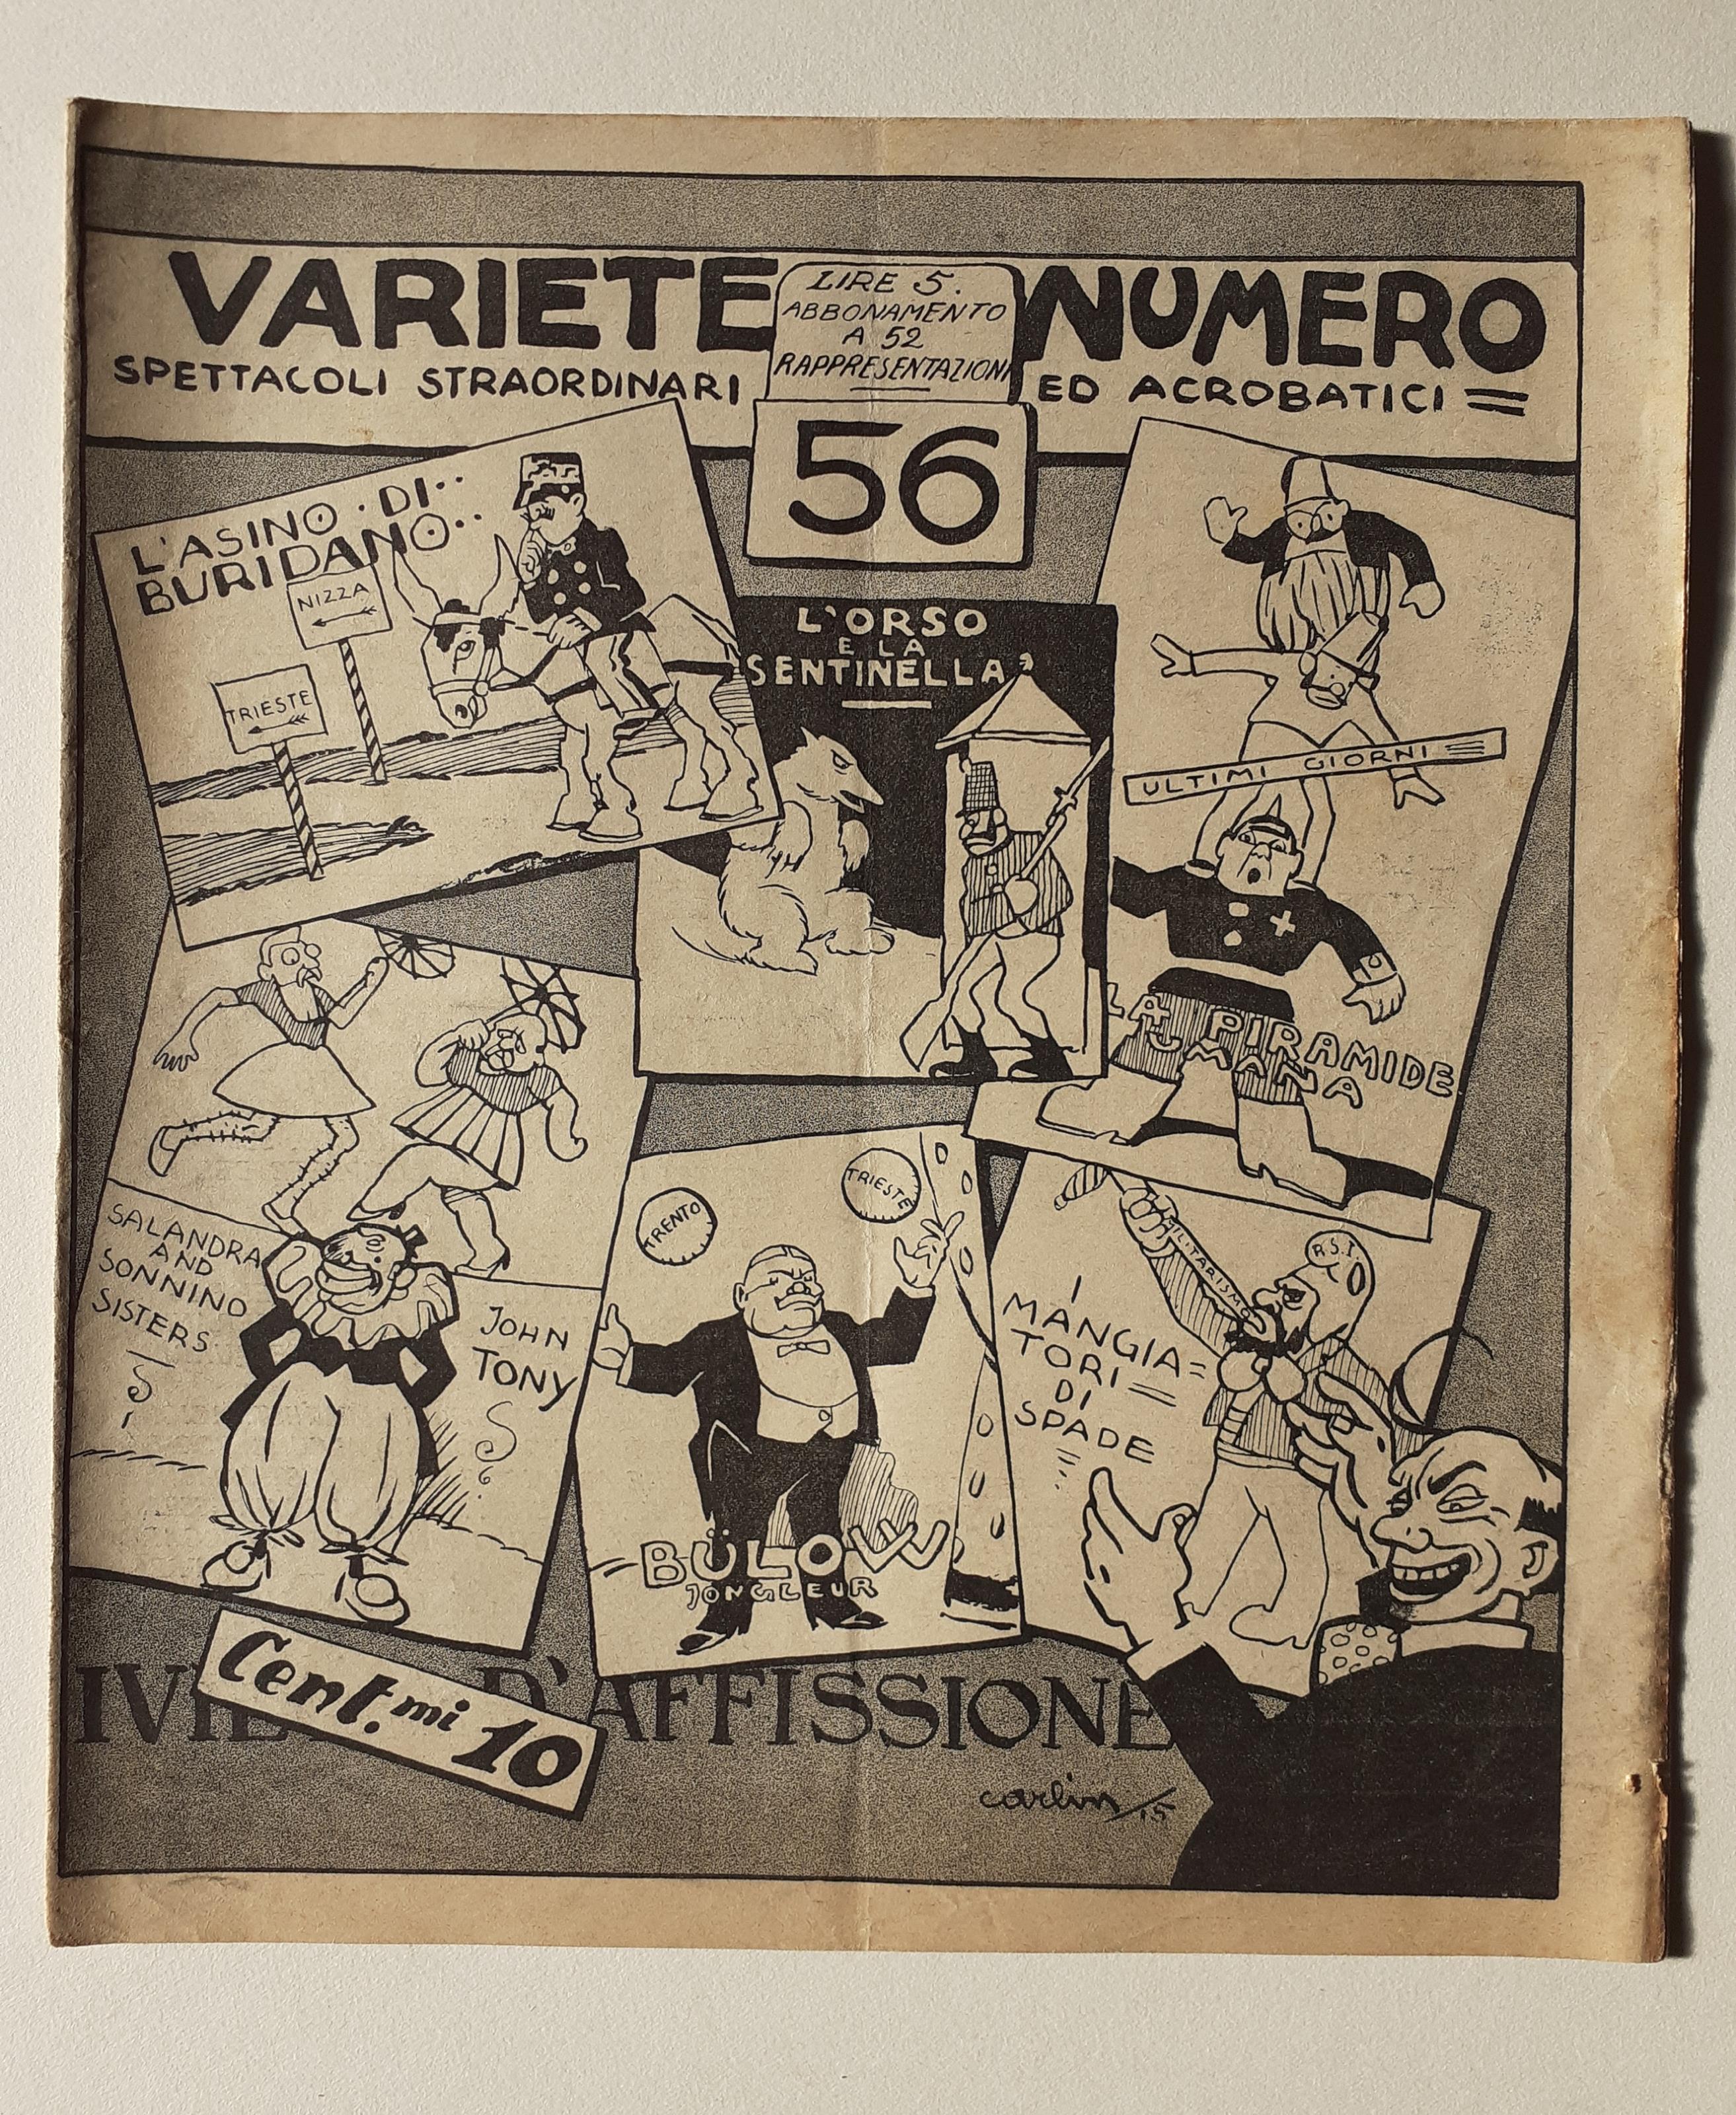 VARIETE
NUMERO
LIRE 5.
ABBONAMENTO
A 52
RAPPRESENTAZIONI
SPETTACOLI STRAORDINARI
ED ACROBATICI
56
L'ASINO · DI··
BURIDANO··
NIZZA
TRIESTE
L'ORSO
E LA
SENTINELLA
ULTIMI GIORNI
LA PIRAMIDE
UMANA
SALANDRA
AND
SONNINO
SISTERS
JOHN
TONY
TRENTO
TRIESTE
BÜLOW
JONGLEUR
I
MANGIA=
TORI
DI
SPADE
MILITARISMO
R.S.I.
D'AFFISSIONE
Cent.mi 10
carlin/15